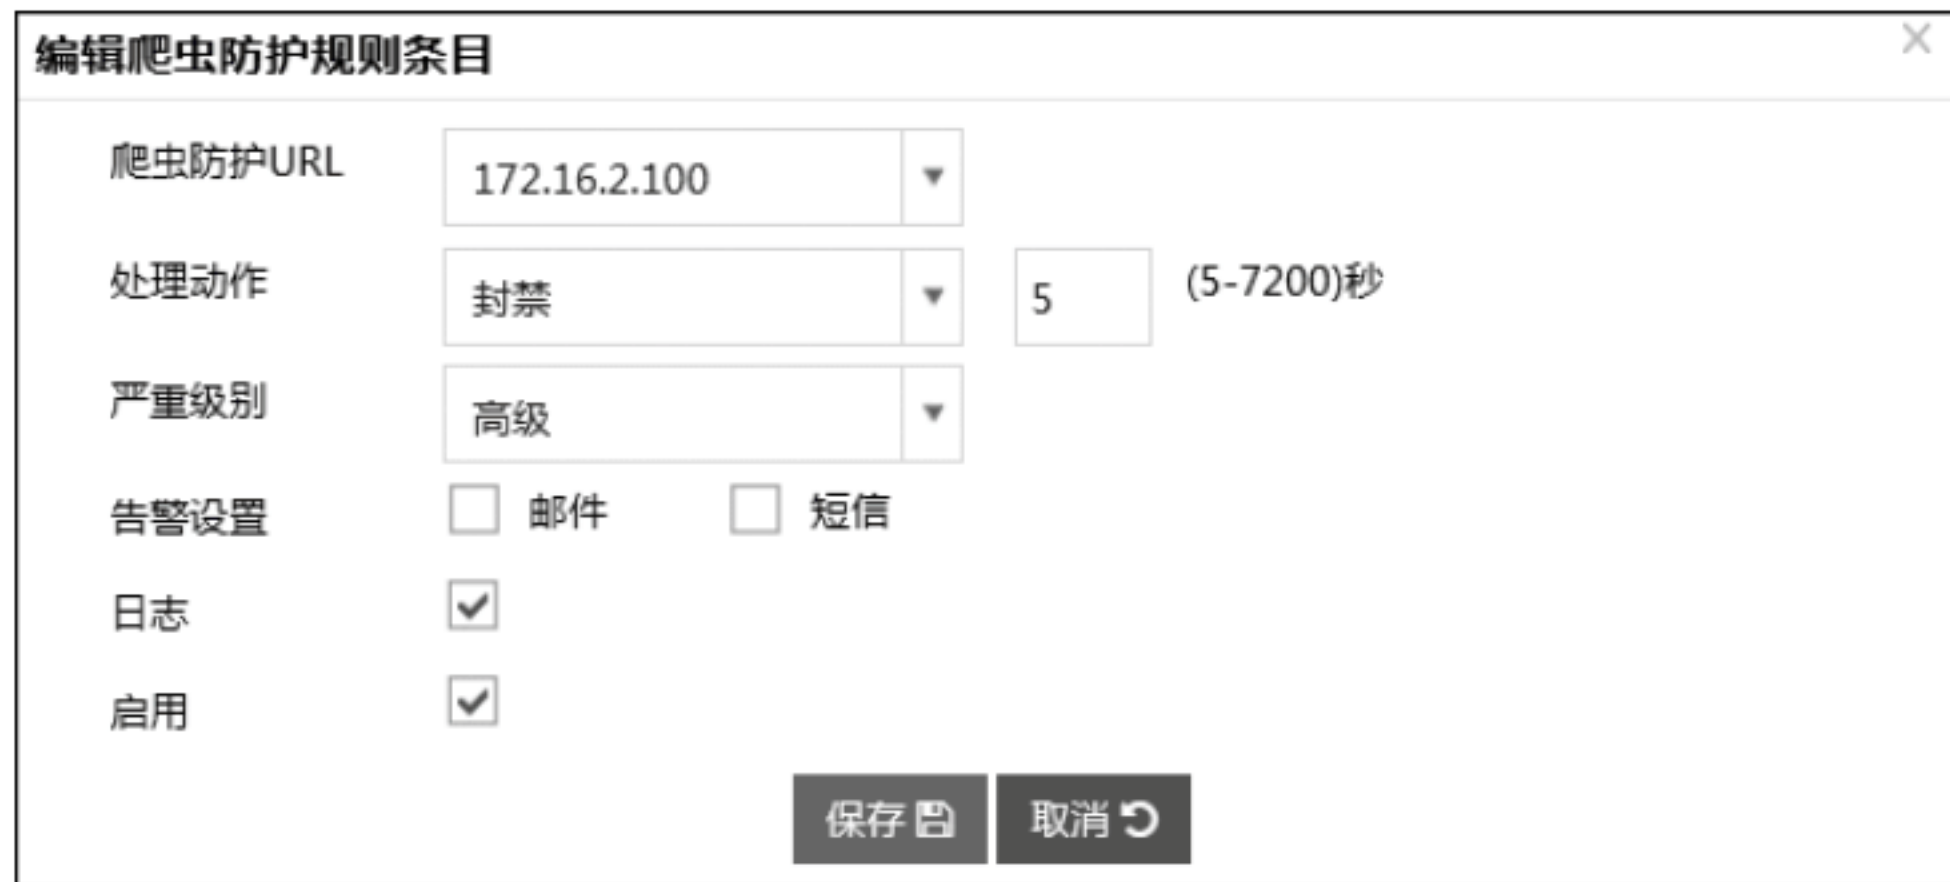 编辑爬虫防护规则条目
爬虫防护URL 172.16.2.100
处理动作 封禁 5 (5-7200)秒
严重级别 高级
告警设置 邮件 短信
日志
启用
保存 取消